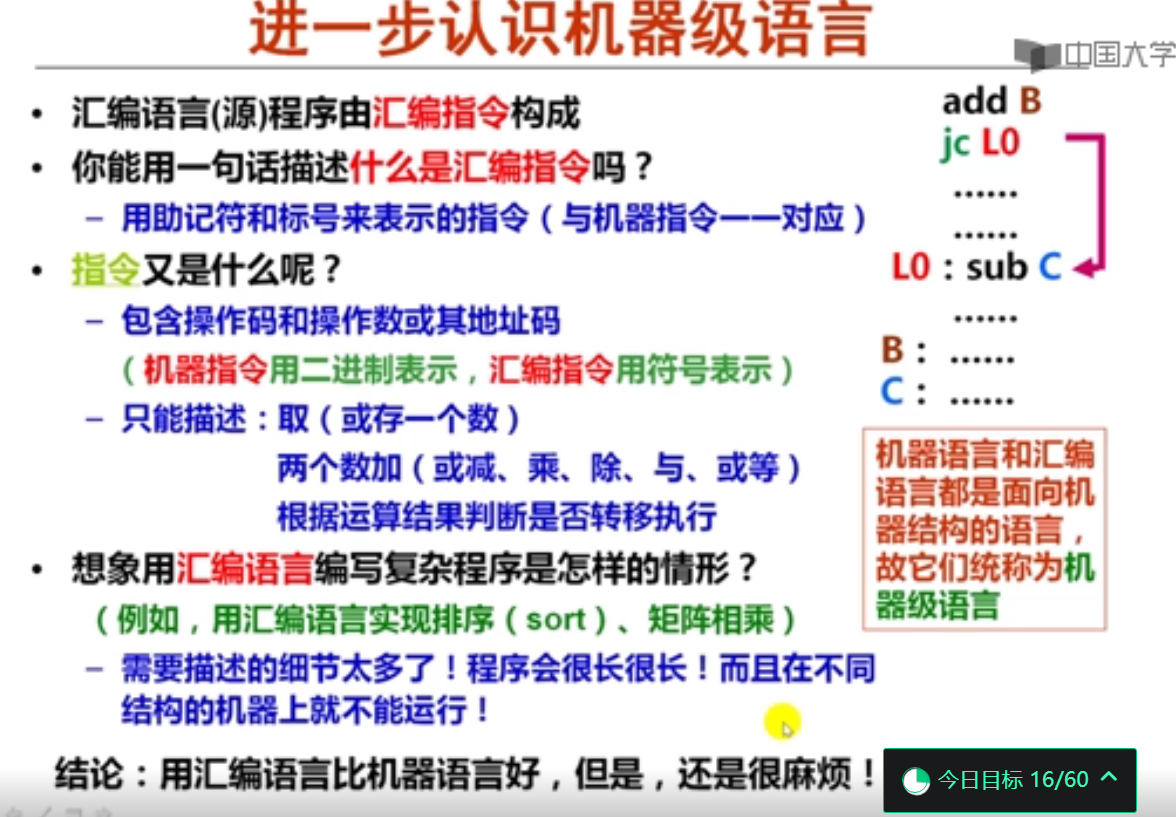 进一步认识机器级语言
中国大学
• 汇编语言(源)程序由汇编指令构成
• 你能用一句话描述什么是汇编指令吗？
– 用助记符和标号来表示的指令（与机器指令一一对应）
• 指令又是什么呢？
– 包含操作码和操作数或其地址码
（机器指令用二进制表示，汇编指令用符号表示）
– 只能描述：取（或存一个数）
两个数加（或减、乘、除、与、或等）
根据运算结果判断是否转移执行
• 想象用汇编语言编写复杂程序是怎样的情形？
（例如，用汇编语言实现排序（sort）、矩阵相乘）
– 需要描述的细节太多了！程序会很长很长！而且在不同
结构的机器上就不能运行！
结论：用汇编语言比机器语言好，但是，还是很麻烦！
add B
jc L0
……
……
L0：sub C
……
B： ……
C： ……
机器语言和汇编
语言都是面向机
器结构的语言，
故它们统称为机
器级语言
今日目标 16/60